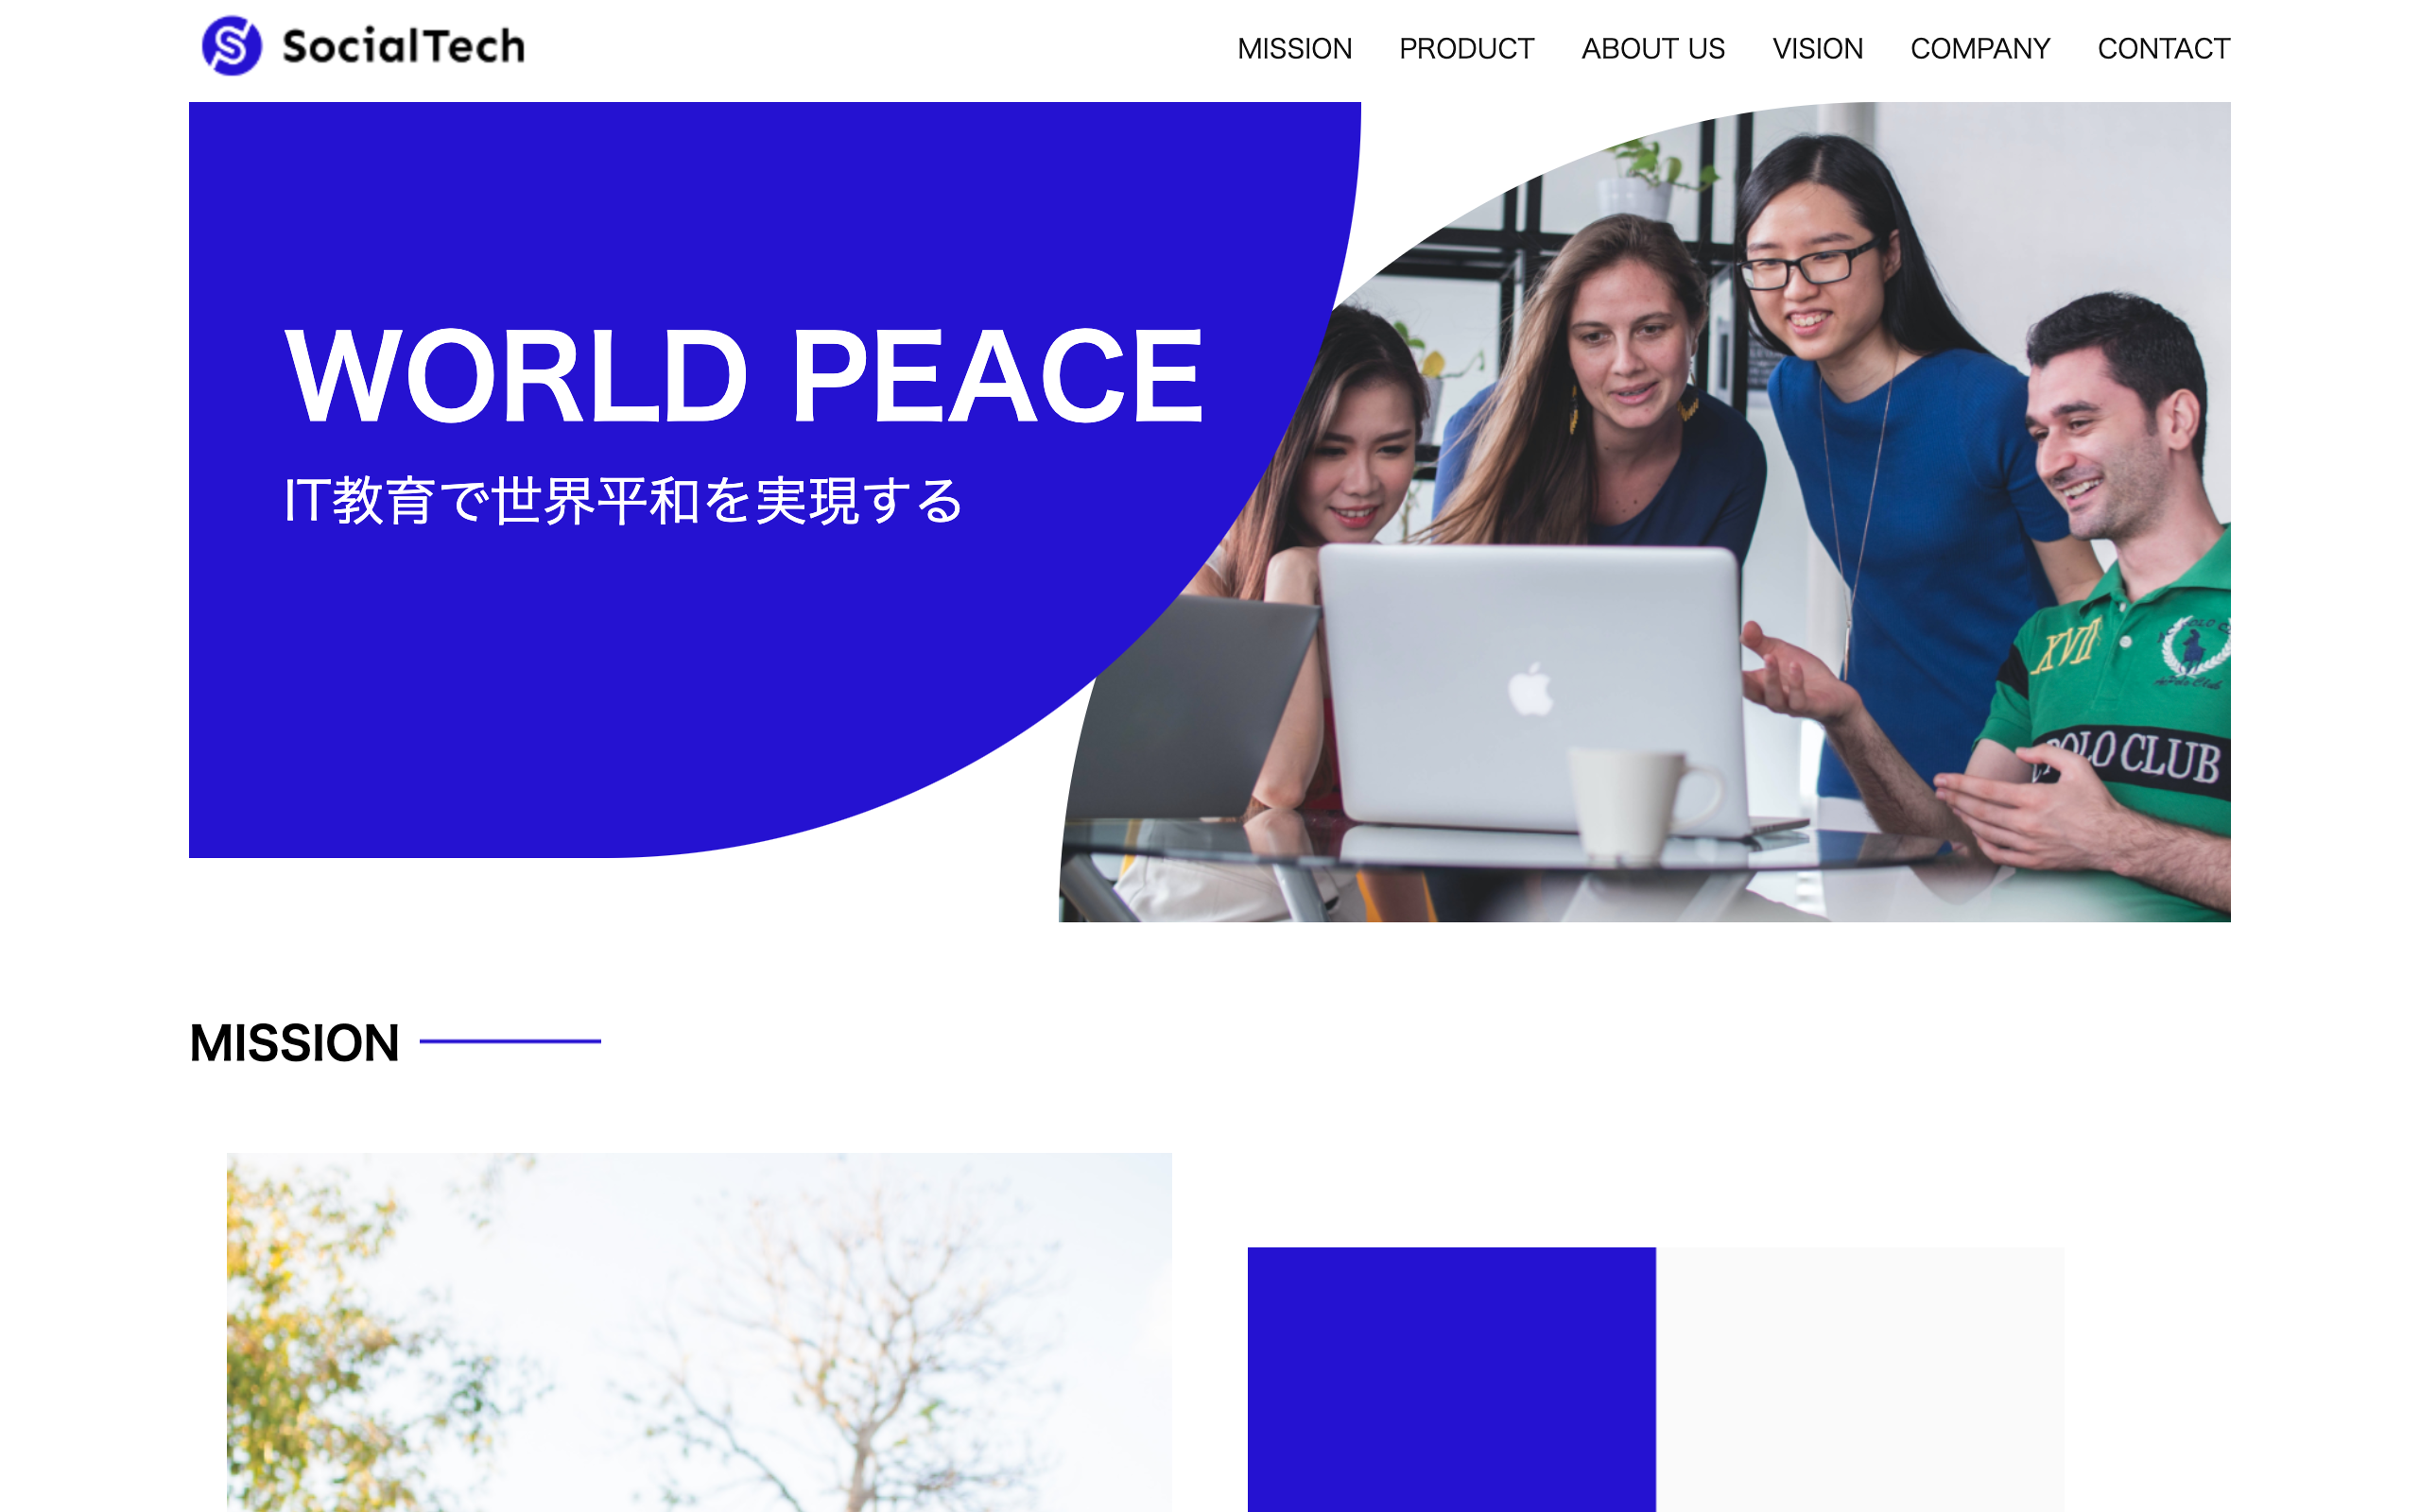 SocialTech
MISSION PRODUCT ABOUT US VISION COMPANY CONTACT
WORLD PEACE
IT教育で世界平和を実現する
XVII
POLO CLUB
MISSION